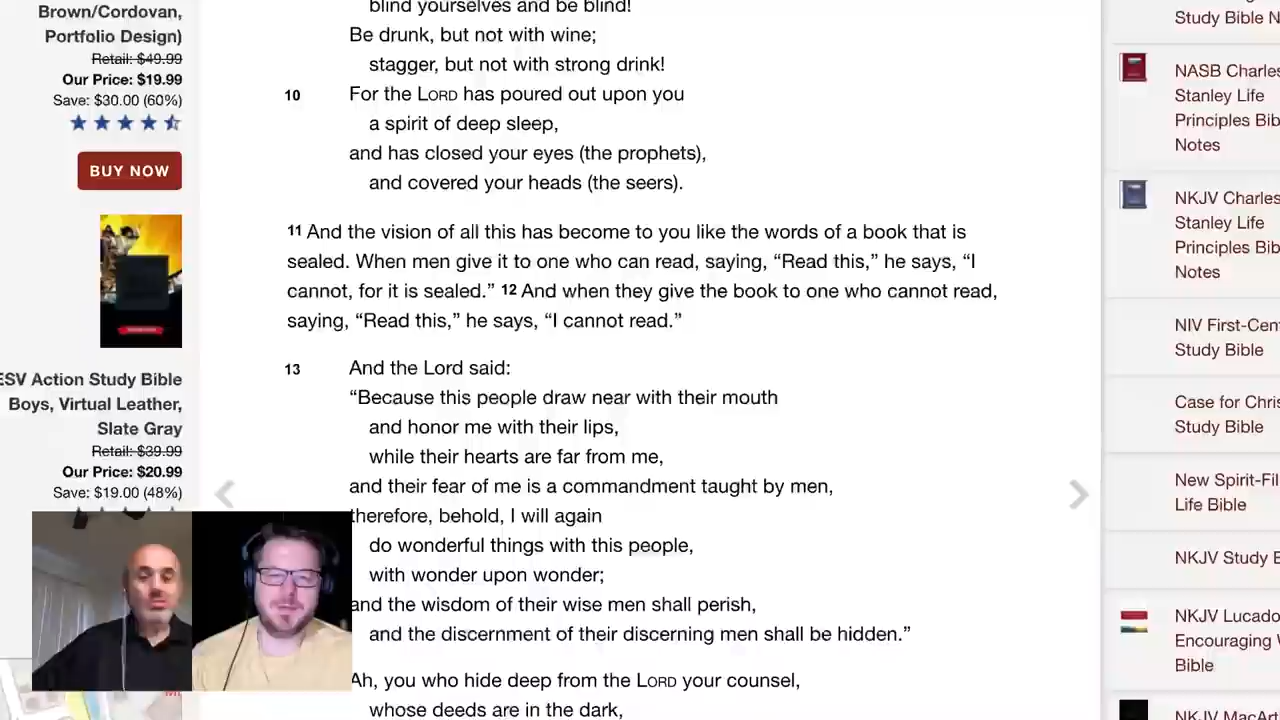 Brown/Cordovan,
Portfolio Design)
Retail: $49.99
Our Price: $19.99
Save: $30.00 (60%)
BUY NOW
ESV Action Study Bible
Boys, Virtual Leather,
Slate Gray
Retail: $39.99
Our Price: $20.99
Save: $19.00 (48%)
blind yourselves and be blind!
Be drunk, but not with wine;
stagger, but not with strong drink!
10 For the LORD has poured out upon you
a spirit of deep sleep,
and has closed your eyes (the prophets),
and covered your heads (the seers).
11 And the vision of all this has become to you like the words of a book that is
sealed. When men give it to one who can read, saying, “Read this,” he says, “I
cannot, for it is sealed.” 12 And when they give the book to one who cannot read,
saying, “Read this,” he says, “I cannot read.”
13 And the Lord said:
“Because this people draw near with their mouth
and honor me with their lips,
while their hearts are far from me,
and their fear of me is a commandment taught by men,
therefore, behold, I will again
do wonderful things with this people,
with wonder upon wonder;
and the wisdom of their wise men shall perish,
and the discernment of their discerning men shall be hidden.”
Ah, you who hide deep from the LORD your counsel,
whose deeds are in the dark,
Study Bible N
NASB Charles
Stanley Life
Principles Bib
Notes
NKJV Charles
Stanley Life
Principles Bib
Notes
NIV First-Cen
Study Bible
Case for Chris
Study Bible
New Spirit-Fil
Life Bible
NKJV Study B
NKJV Lucado
Encouraging W
Bible
NKJV MacArt